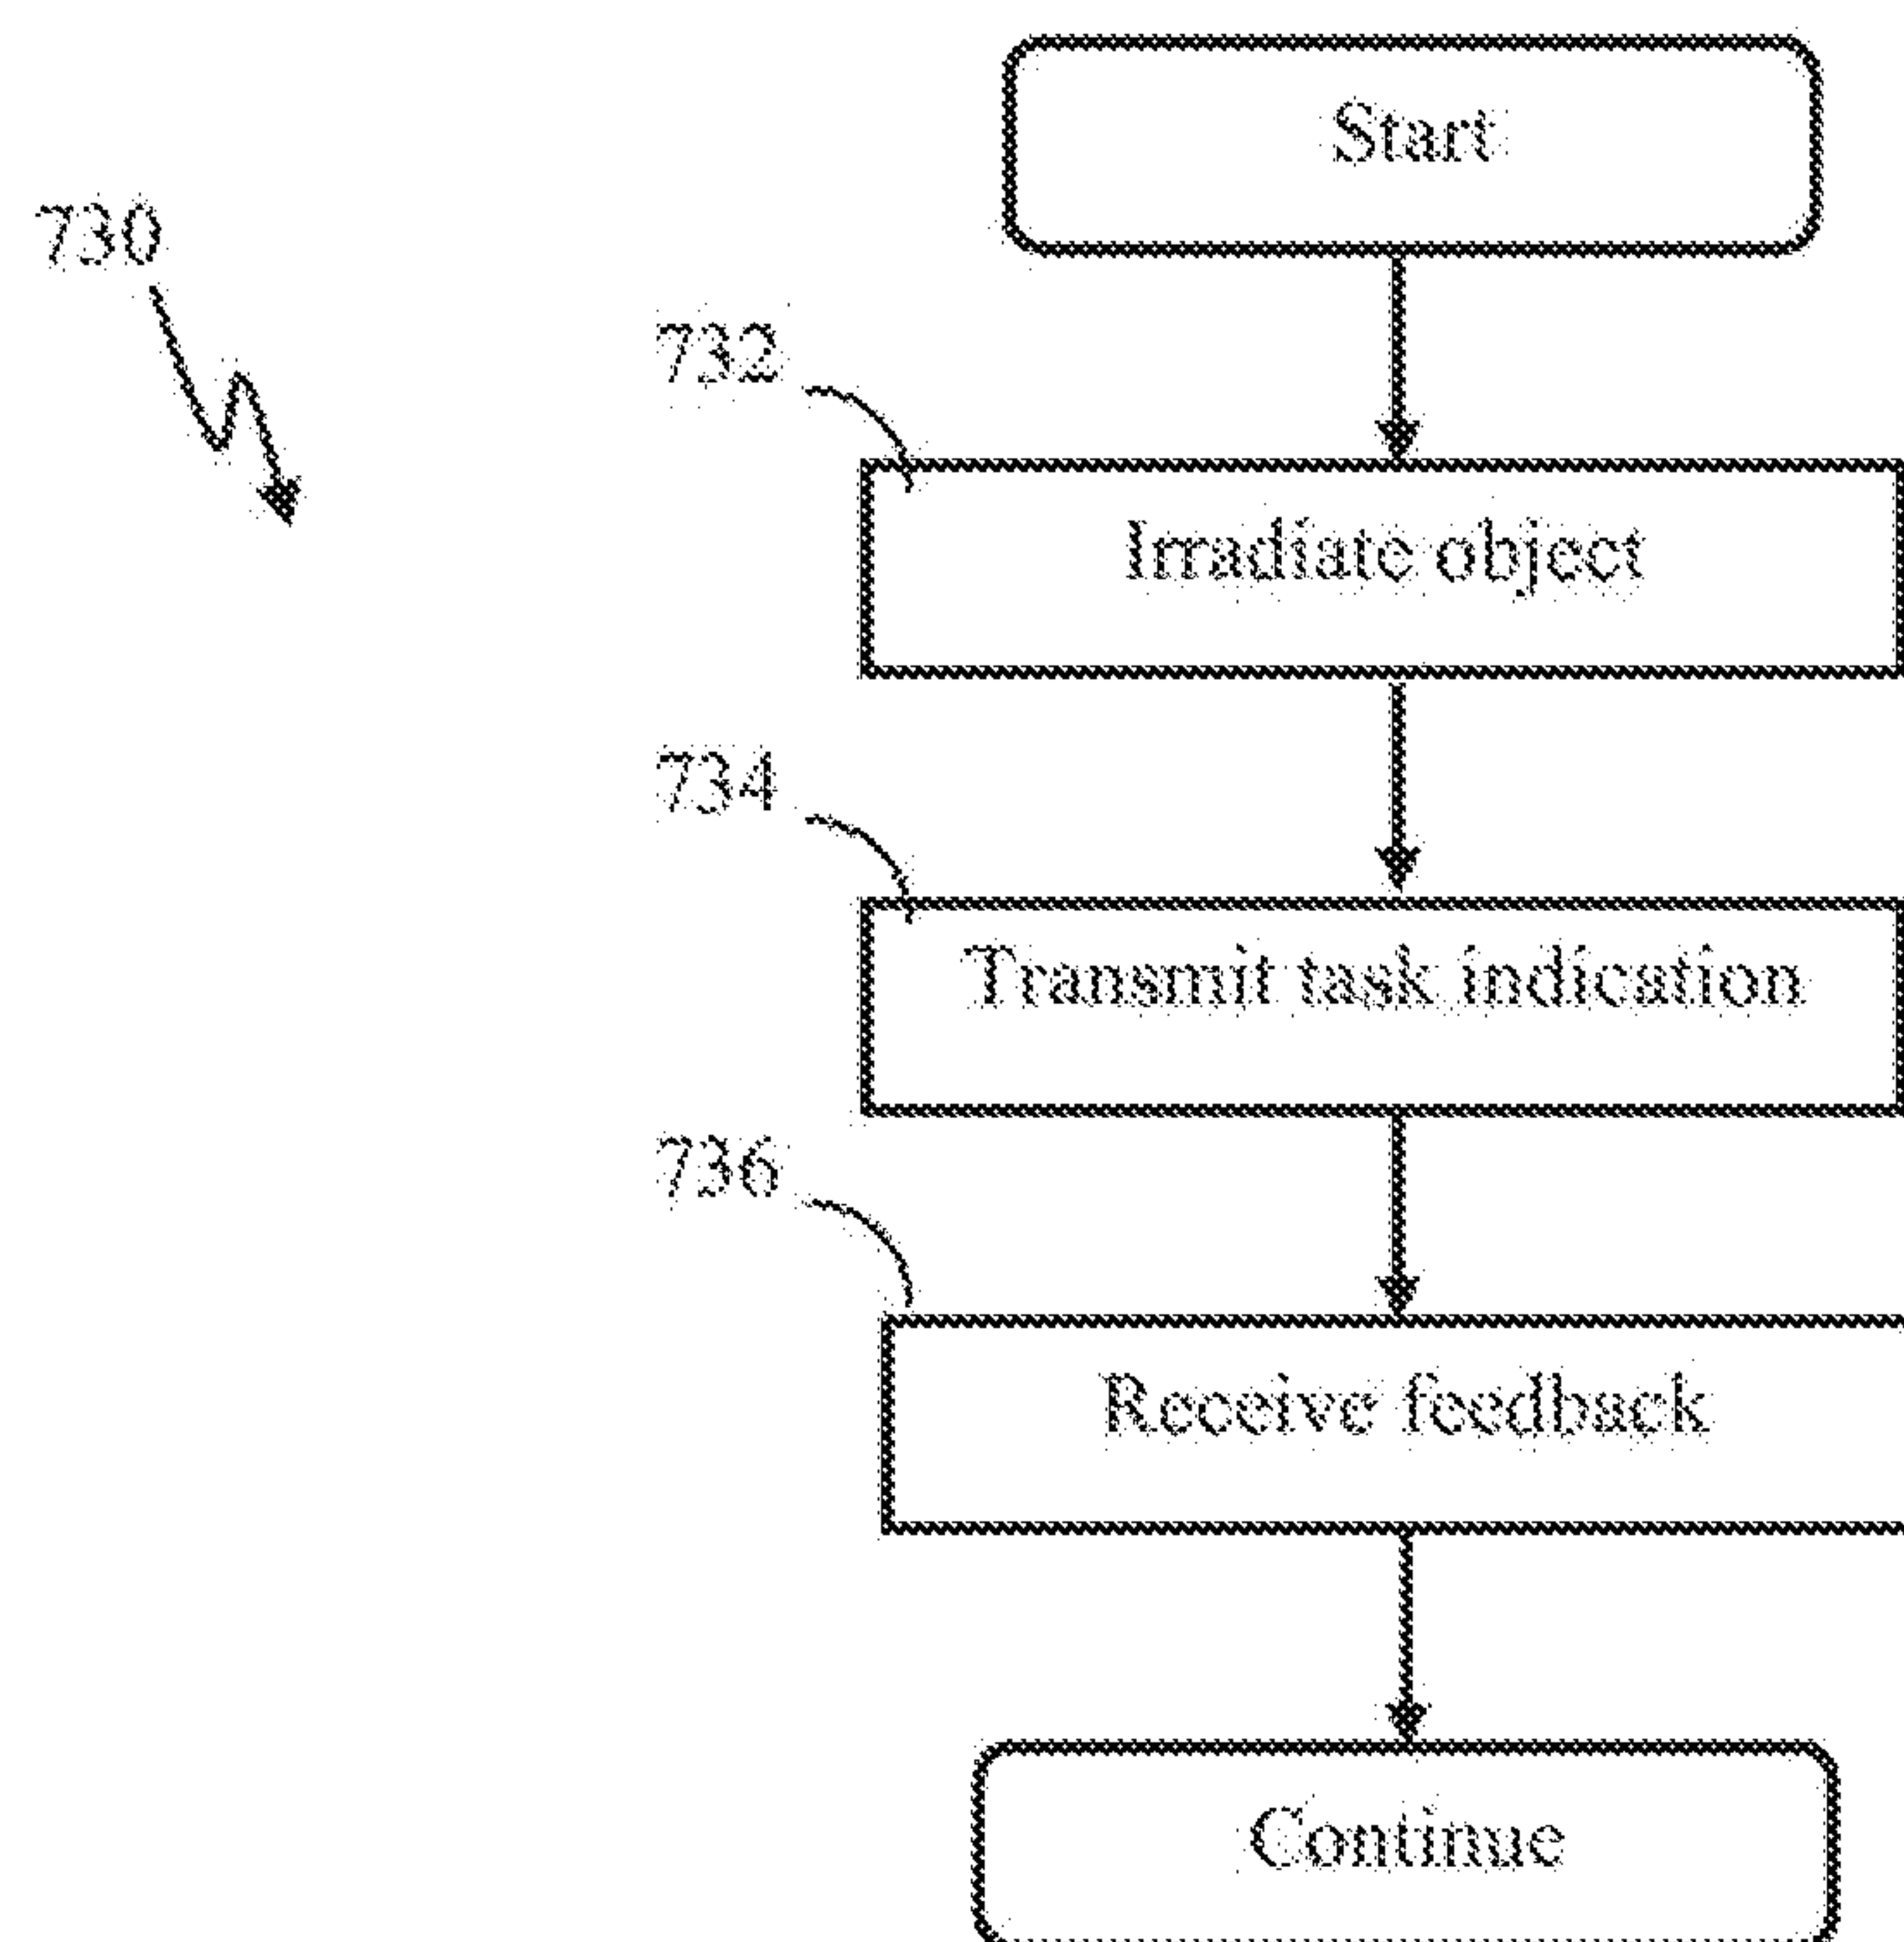 Start
730
732
Irradiate object
734
Transmit task indication
736
Receive feedback
Continue